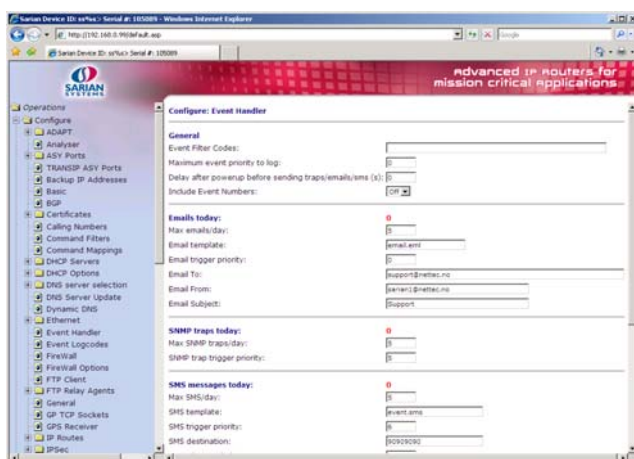 Sarian Device ID: ss%s> Serial #: 105089 - Windows Internet Explorer
http://192.168.0.99/default.asp
Google
Sarian Device ID: ss%s> Serial #: 105089
SARIAN
SYSTEMS
Advanced IP Routers for
mission critical Applications
Operations
Configure
ADAPT
Analyser
ASY Ports
TRANSIP ASY Ports
Backup IP Addresses
Basic
BGP
Certificates
Calling Numbers
Command Filters
Command Mappings
DHCP Servers
DHCP Options
DNS server selection
DNS Server Update
Dynamic DNS
Ethernet
Event Handler
Event Logcodes
FireWall
FireWall Options
FTP Client
FTP Relay Agents
General
GP TCP Sockets
GPS Receiver
IP Routes
IPSec
Configure: Event Handler
General
Event Filter Codes:
Maximum event priority to log: 0
Delay after powerup before sending traps/emails/sms (s): 0
Include Event Numbers: Off
Emails today: 0
Max emails/day: 5
Email template: email.eml
Email trigger priority: 0
Email To: support@nettec.no
Email From: sarian1@nettec.no
Email Subject: Support
SNMP traps today: 0
Max SNMP traps/day: 5
SNMP trap trigger priority: 5
SMS messages today: 0
Max SMS/day: 5
SMS template: event.sms
SMS trigger priority: 6
SMS destination: 90929090